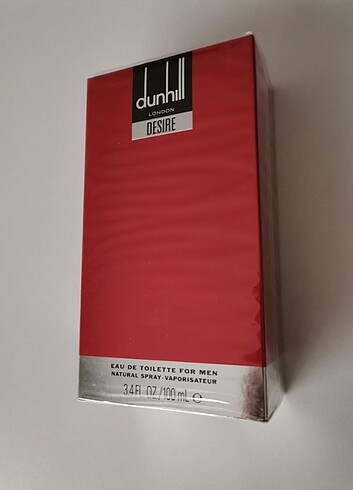 dunhill
LONDON
DESIRE
EAU DE TOILETTE FOR MEN
NATURAL SPRAY·VAPORISATEUR
3.4 FL. OZ./100 mL ℮